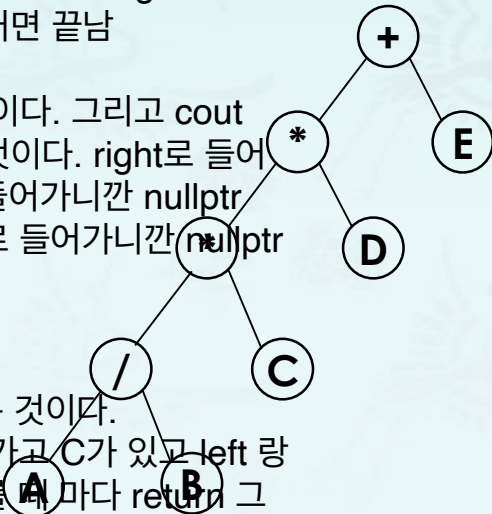 면 끝남
+
이다. 그리고 cout
*
E
것이다. right로 들어
들어가니깐 nullptr
로 들어가니깐 nullptr
*
D
/
C
것이다.
가고 C가 있고 left 랑
A
B
마다 return 그